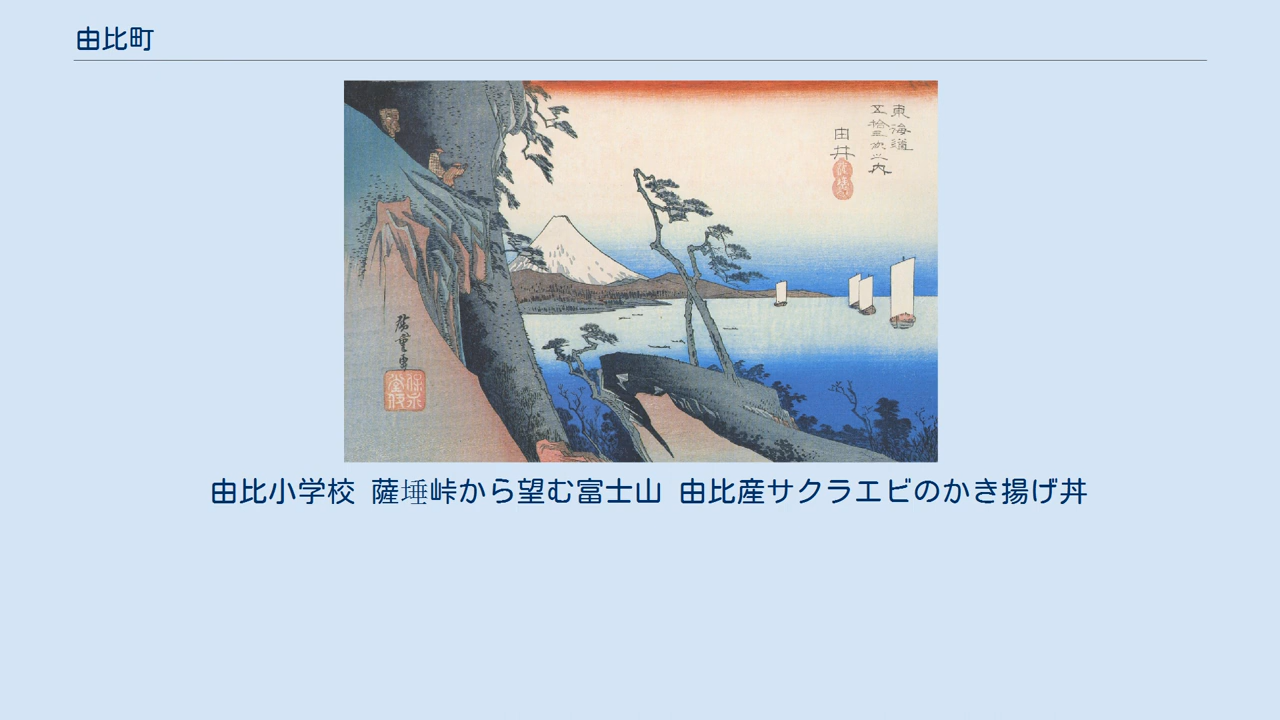 由比町
東海道
五拾三次之内
由井
廣重画
由比小学校 薩埵峠から望む富士山 由比産サクラエビのかき揚げ丼